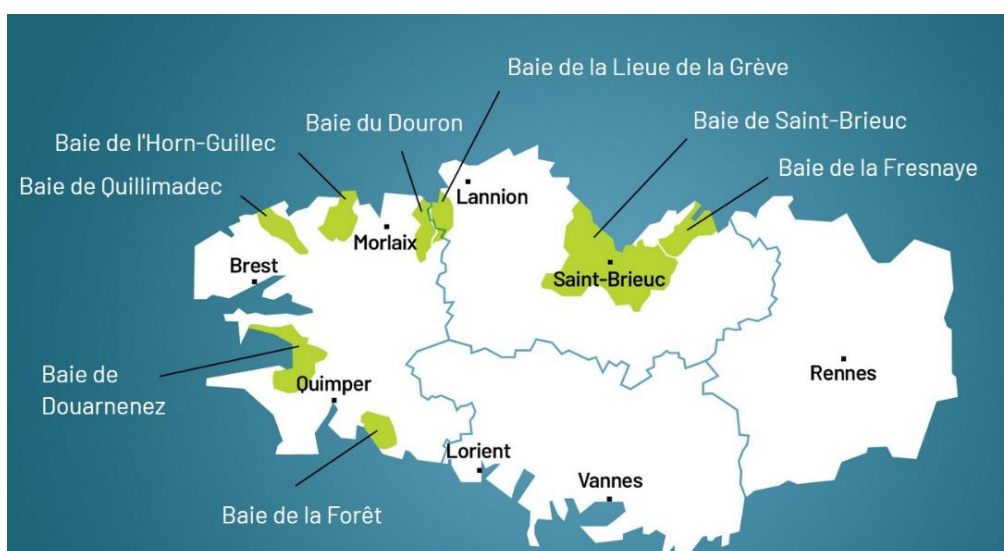 Baie de la Lieue de la Grève
Baie du Douron
Baie de Saint-Brieuc
Baie de l'Horn-Guillec
Baie de la Fresnaye
Baie de Quillimadec
Lannion
Morlaix
Brest
Saint-Brieuc
Baie de
Douarnenez
Quimper
Rennes
Lorient
Vannes
Baie de la Forêt